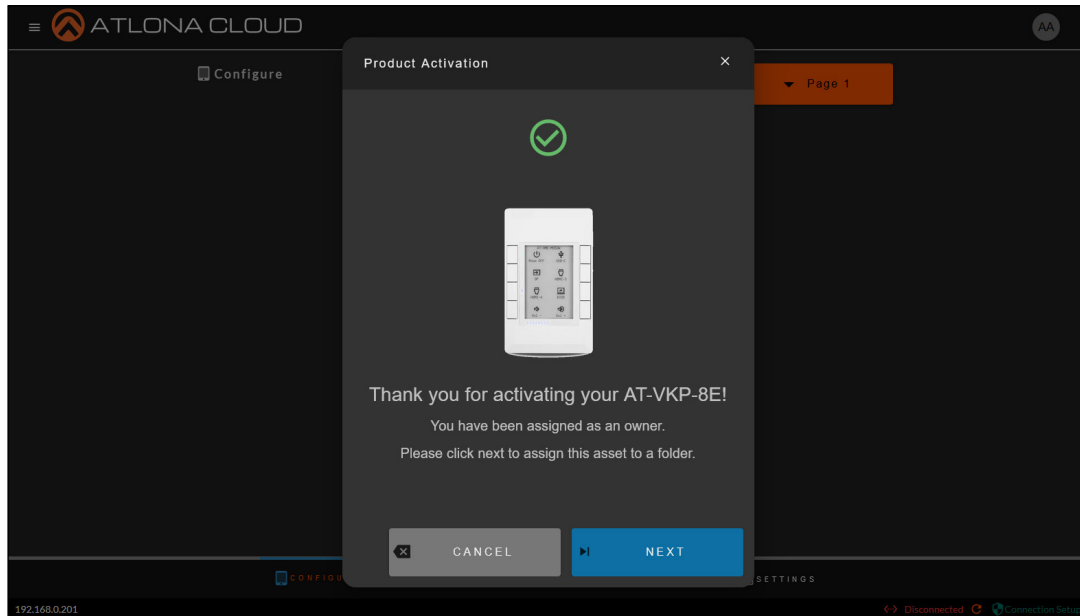 ATLONA CLOUD
AA
Configure
Product Activation
Page 1
Thank you for activating your AT-VKP-8E!
You have been assigned as an owner.
Please click next to assign this asset to a folder.
CANCEL
NEXT
CONFIGU
SETTINGS
192.168.0.201
Disconnected
Connection Setup